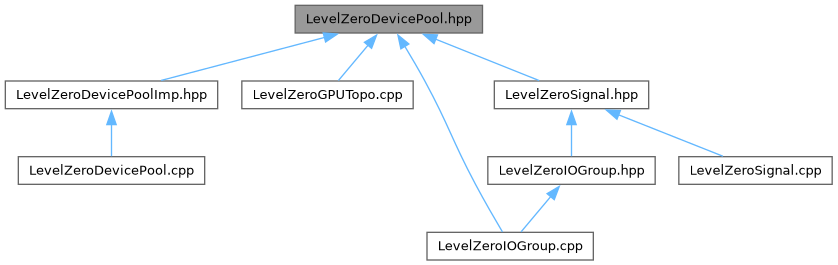 LevelZeroDevicePool.hpp
LevelZeroDevicePoolImp.hpp
LevelZeroGPUTopo.cpp
LevelZeroSignal.hpp
LevelZeroDevicePool.cpp
LevelZeroIOGroup.hpp
LevelZeroSignal.cpp
LevelZeroIOGroup.cpp